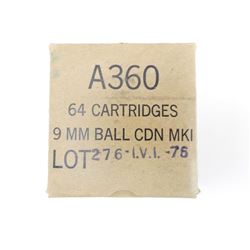 A360
64 CARTRIDGES
9 MM BALL CDN MKI
LOT 276-I.V.I.-76